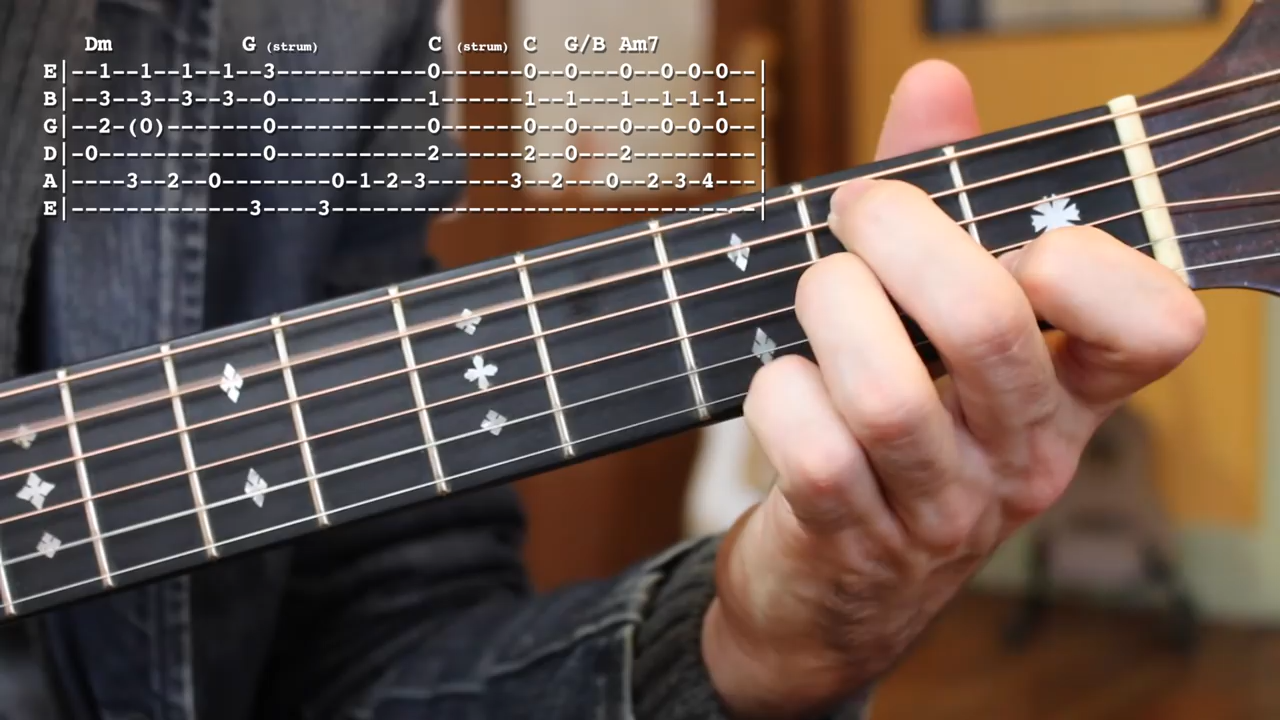 Dm G (strum) C (strum) C G/B Am7
E|--1--1--1--1--3-----------0------0--0---0--0-0-0--|
B|--3--3--3--3--0-----------1------1--1---1--1-1-1--|
G|--2-(0)-------0-----------0------0--0---0--0-0-0--|
D|-0------------0-----------2------2--0---2---------|
A|----3--2--0--------0-1-2-3------3--2---0--2-3-4---|
E|-------------3----3-------------------------------|